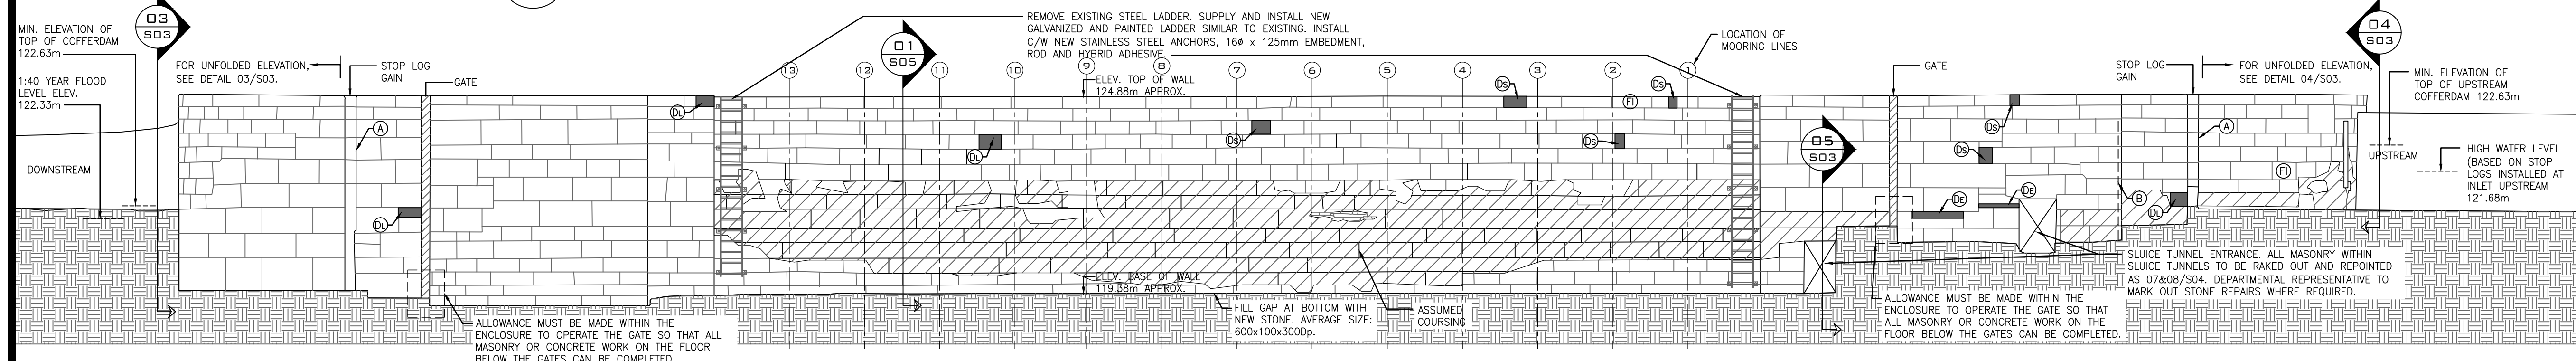 MIN. ELEVATION OF
TOP OF COFFERDAM
122.63m
1:40 YEAR FLOOD
LEVEL ELEV.
122.33m
DOWNSTREAM
03
S03
FOR UNFOLDED ELEVATION,
SEE DETAIL 03/S03.
STOP LOG
GAIN
GATE
A
DL
DL
REMOVE EXISTING STEEL LADDER. SUPPLY AND INSTALL NEW
GALVANIZED AND PAINTED LADDER SIMILAR TO EXISTING. INSTALL
C/W NEW STAINLESS STEEL ANCHORS, 16ø x 125mm EMBEDMENT,
ROD AND HYBRID ADHESIVE.
01
S05
13
12
11
10
9
8
7
6
5
4
3
2
1
ELEV. TOP OF WALL
124.88m APPROX.
LOCATION OF
MOORING LINES
DL
DS
DS
DS
DS
FI
ELEV. BASE OF WALL
119.38m APPROX.
ALLOWANCE MUST BE MADE WITHIN THE
ENCLOSURE TO OPERATE THE GATE SO THAT ALL
MASONRY OR CONCRETE WORK ON THE FLOOR
BELOW THE GATES CAN BE COMPLETED.
FILL GAP AT BOTTOM WITH
NEW STONE. AVERAGE SIZE:
600x100x300Dp.
ASSUMED
COURSING
05
S03
GATE
STOP LOG
GAIN
FOR UNFOLDED ELEVATION,
SEE DETAIL 04/S03.
04
S03
MIN. ELEVATION OF
TOP OF UPSTREAM
COFFERDAM 122.63m
DS
DS
DE
DE
A
B
DL
FI
UPSTREAM
HIGH WATER LEVEL
(BASED ON STOP
LOGS INSTALLED AT
INLET UPSTREAM
121.68m
SLUICE TUNNEL ENTRANCE. ALL MASONRY WITHIN
SLUICE TUNNELS TO BE RAKED OUT AND REPOINTED
AS 07&08/S04. DEPARTMENTAL REPRESENTATIVE TO
MARK OUT STONE REPAIRS WHERE REQUIRED.
ALLOWANCE MUST BE MADE WITHIN THE
ENCLOSURE TO OPERATE THE GATE SO THAT
ALL MASONRY OR CONCRETE WORK ON THE
FLOOR BELOW THE GATES CAN BE COMPLETED.